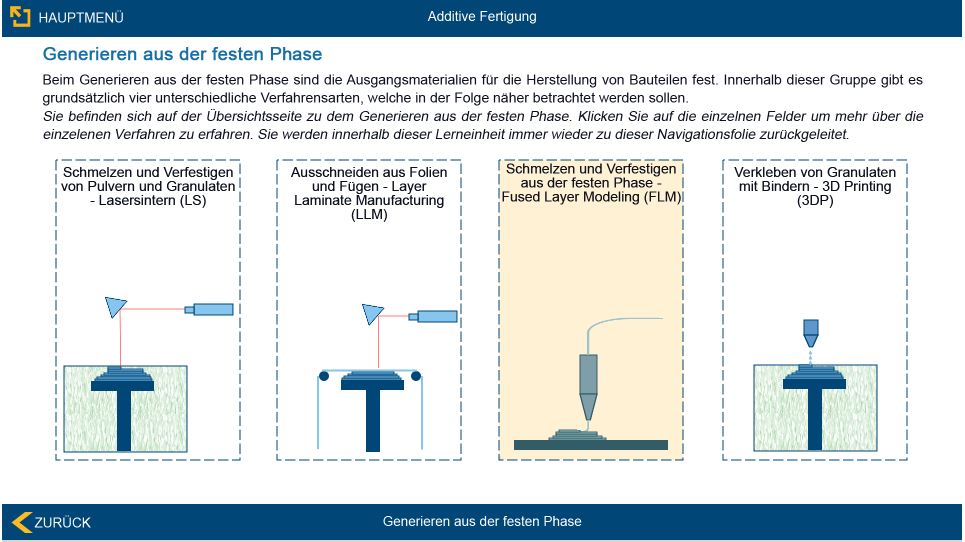 HAUPTMENÜ
Additive Fertigung
Generieren aus der festen Phase
Beim Generieren aus der festen Phase sind die Ausgangsmaterialien für die Herstellung von Bauteilen fest. Innerhalb dieser Gruppe gibt es
grundsätzlich vier unterschiedliche Verfahrensarten, welche in der Folge näher betrachtet werden sollen.
Sie befinden sich auf der Übersichtsseite zu dem Generieren aus der festen Phase. Klicken Sie auf die einzelnen Felder um mehr über die
einzelenen Verfahren zu erfahren. Sie werden innerhalb dieser Lerneinheit immer wieder zu dieser Navigationsfolie zurückgeleitet.
Schmelzen und Verfestigen
von Pulvern und Granulaten
- Lasersintern (LS)
Ausschneiden aus Folien
und Fügen - Layer
Laminate Manufacturing
(LLM)
Schmelzen und Verfestigen
aus der festen Phase -
Fused Layer Modeling (FLM)
Verkleben von Granulaten
mit Bindern - 3D Printing
(3DP)
ZURÜCK
Generieren aus der festen Phase